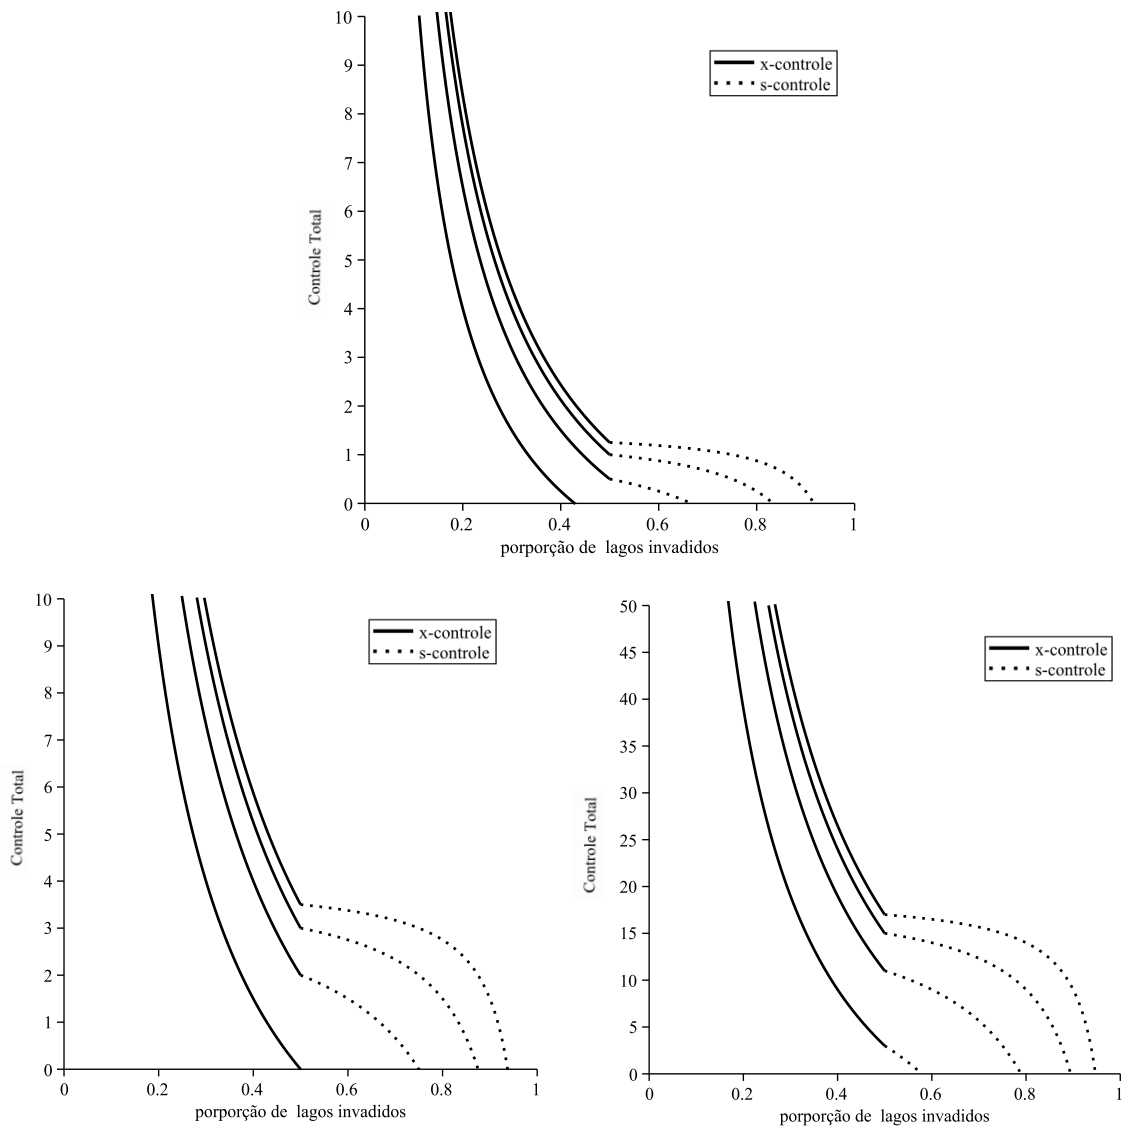 10
9
8
7
6
5
4
3
2
1
0
Controle Total
x-controle
s-controle
0 0.2 0.4 0.6 0.8 1
porporção de lagos invadidos
10
9
8
7
6
5
4
3
2
1
0
Controle Total
x-controle
s-controle
0 0.2 0.4 0.6 0.8 1
porporção de lagos invadidos
50
45
40
35
30
25
20
15
10
5
0
Controle Total
x-controle
s-controle
0 0.2 0.4 0.6 0.8 1
porporção de lagos invadidos